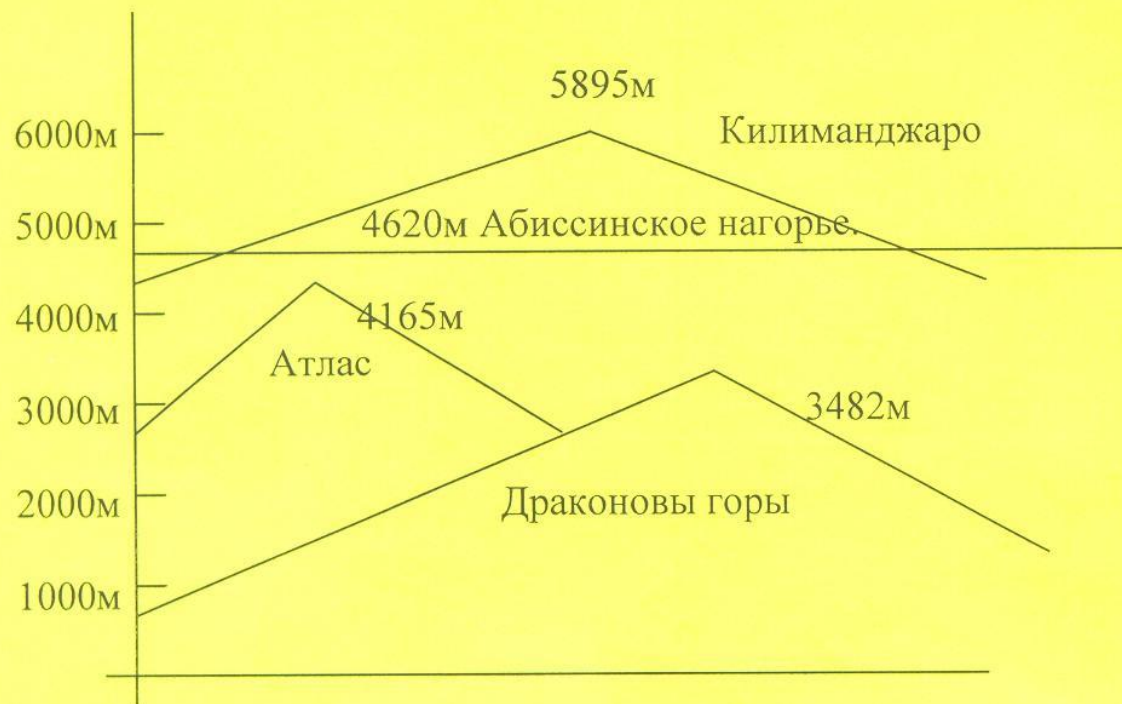 5895м
6000м
Килиманджаро
5000м
4620м Абиссинское нагорье.
4000м
4165м
Атлас
3000м
3482м
2000м
Драконовы горы
1000м